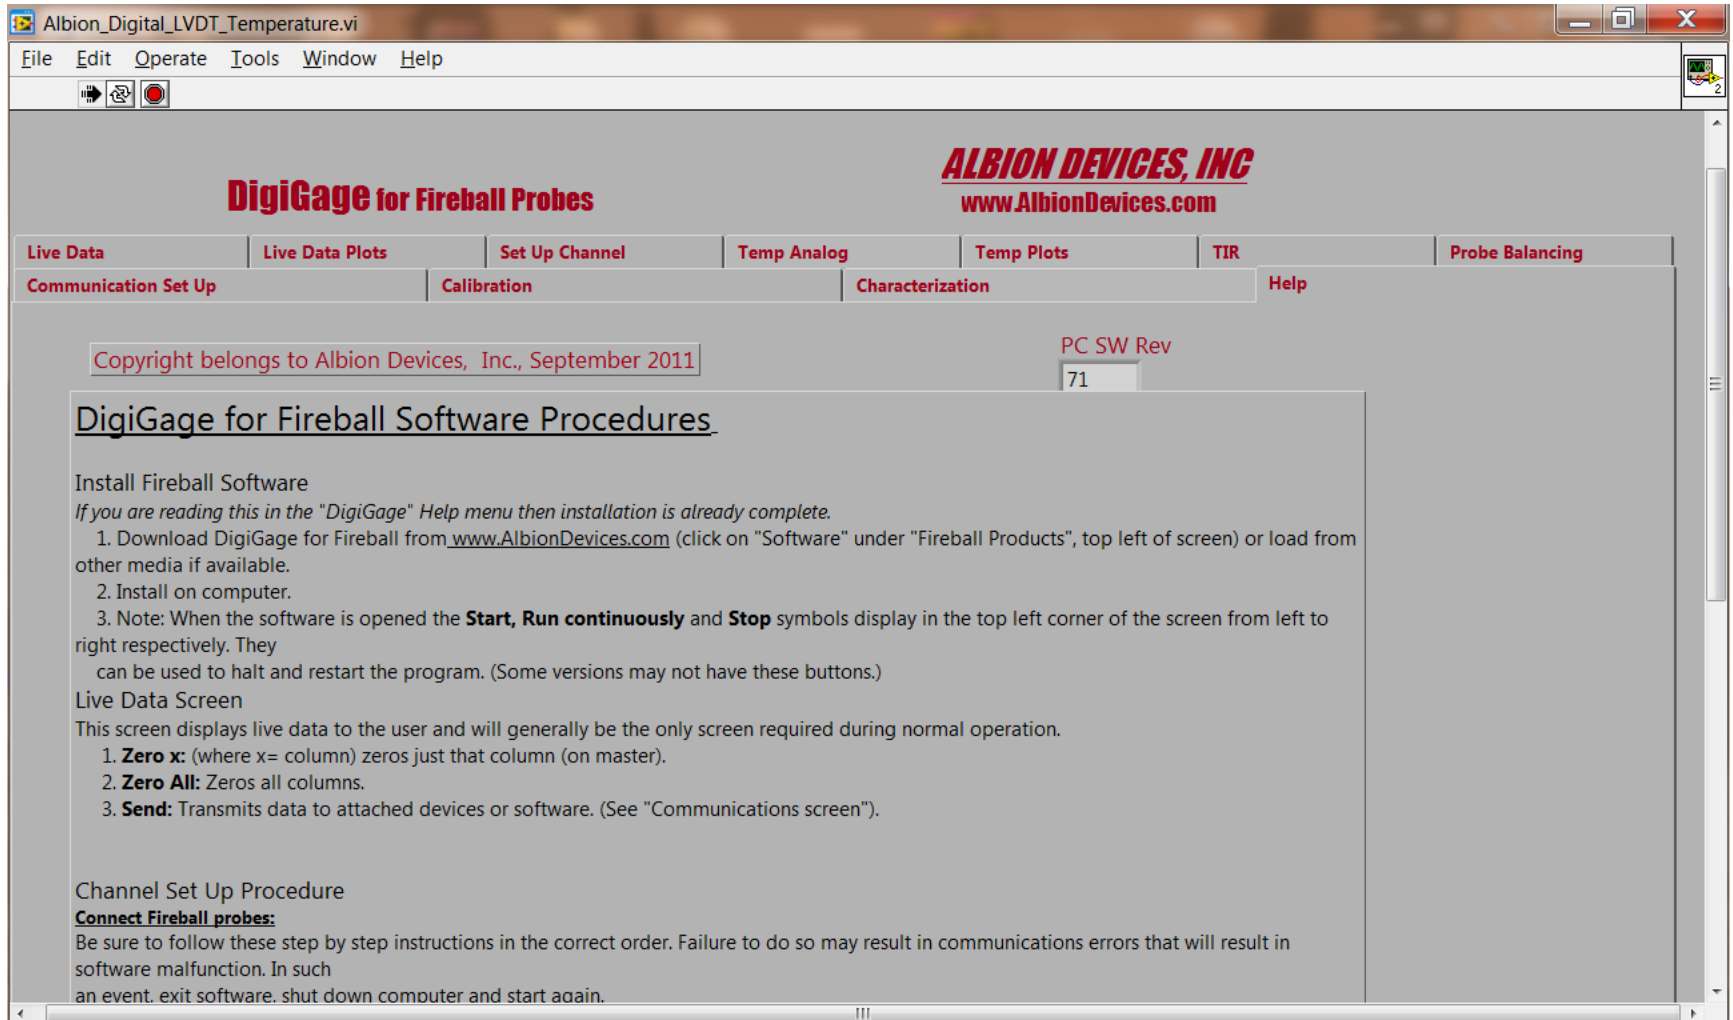 Albion_Digital_LVDT_Temperature.vi
File Edit Operate Tools Window Help
2
ALBION DEVICES, INC
DigiGage for Fireball Probes
www.AlbionDevices.com
Live Data Live Data Plots Set Up Channel Temp Analog Temp Plots TIR Probe Balancing
Communication Set Up Calibration Characterization Help
PC SW Rev
Copyright belongs to Albion Devices, Inc., September 2011
71
DigiGage for Fireball Software Procedures
Install Fireball Software
If you are reading this in the "DigiGage" Help menu then installation is already complete.
1. Download DigiGage for Fireball from www.AlbionDevices.com (click on "Software" under "Fireball Products", top left of screen) or load from
other media if available.
2. Install on computer.
3. Note: When the software is opened the Start, Run continuously and Stop symbols display in the top left corner of the screen from left to
right respectively. They
can be used to halt and restart the program. (Some versions may not have these buttons.)
Live Data Screen
This screen displays live data to the user and will generally be the only screen required during normal operation.
1. Zero x: (where x= column) zeros just that column (on master).
2. Zero All: Zeros all columns.
3. Send: Transmits data to attached devices or software. (See "Communications screen").
Channel Set Up Procedure
Connect Fireball probes:
Be sure to follow these step by step instructions in the correct order. Failure to do so may result in communications errors that will result in
software malfunction. In such
an event, exit software, shut down computer and start again.